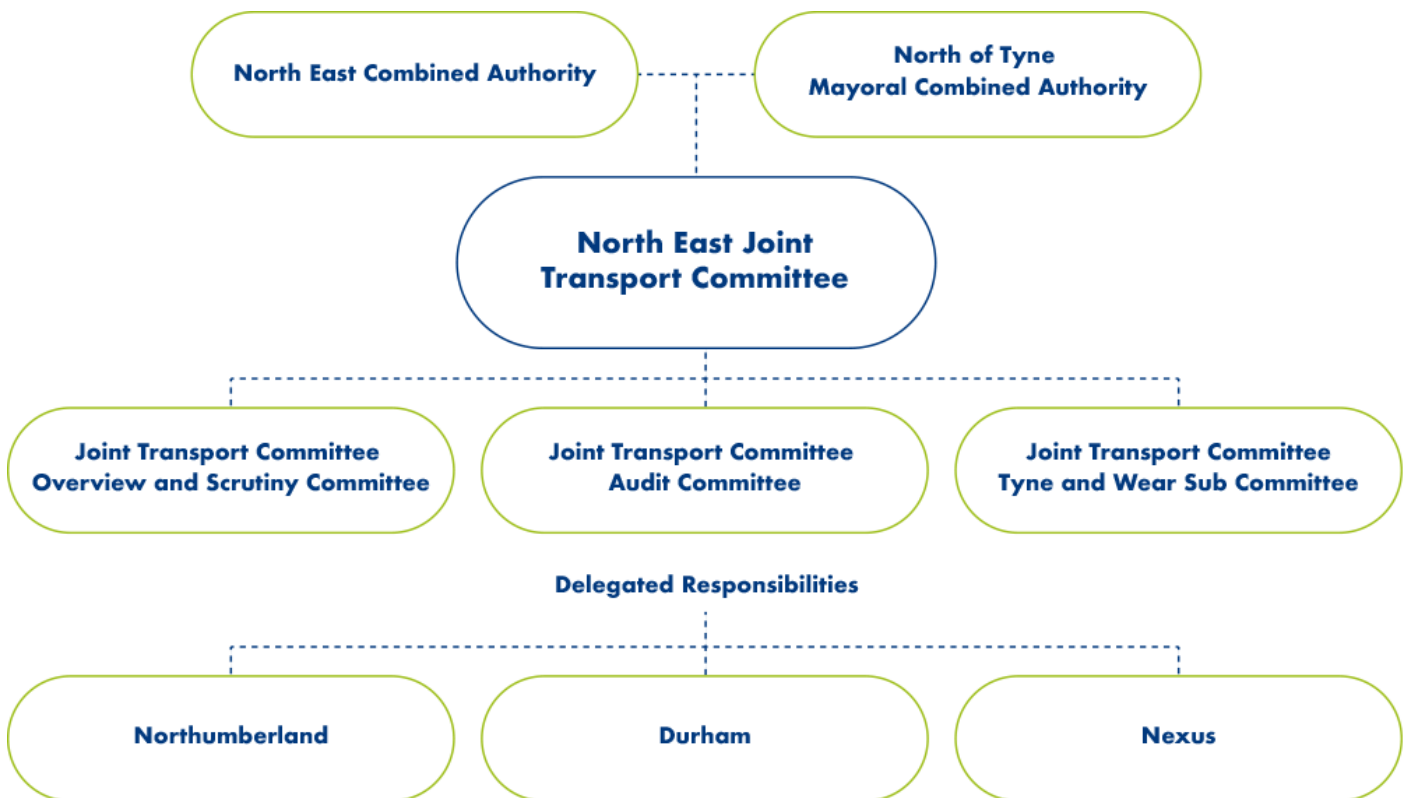 North East Combined Authority
North of Tyne
Mayoral Combined Authority
North East Joint
Transport Committee
Joint Transport Committee
Overview and Scrutiny Committee
Joint Transport Committee
Audit Committee
Joint Transport Committee
Tyne and Wear Sub Committee
Delegated Responsibilities
Northumberland
Durham
Nexus